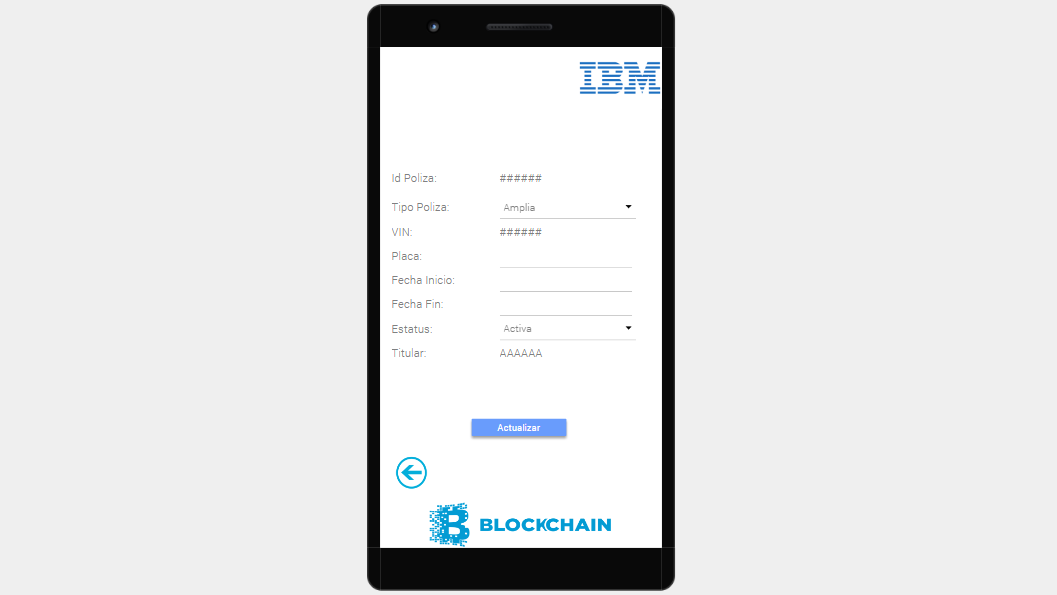 IBM
Id Poliza: ######
Tipo Poliza: Amplia
VIN: ######
Placa:
Fecha Inicio:
Fecha Fin:
Estatus: Activa
Titular: AAAAAA
Actualizar
BLOCKCHAIN